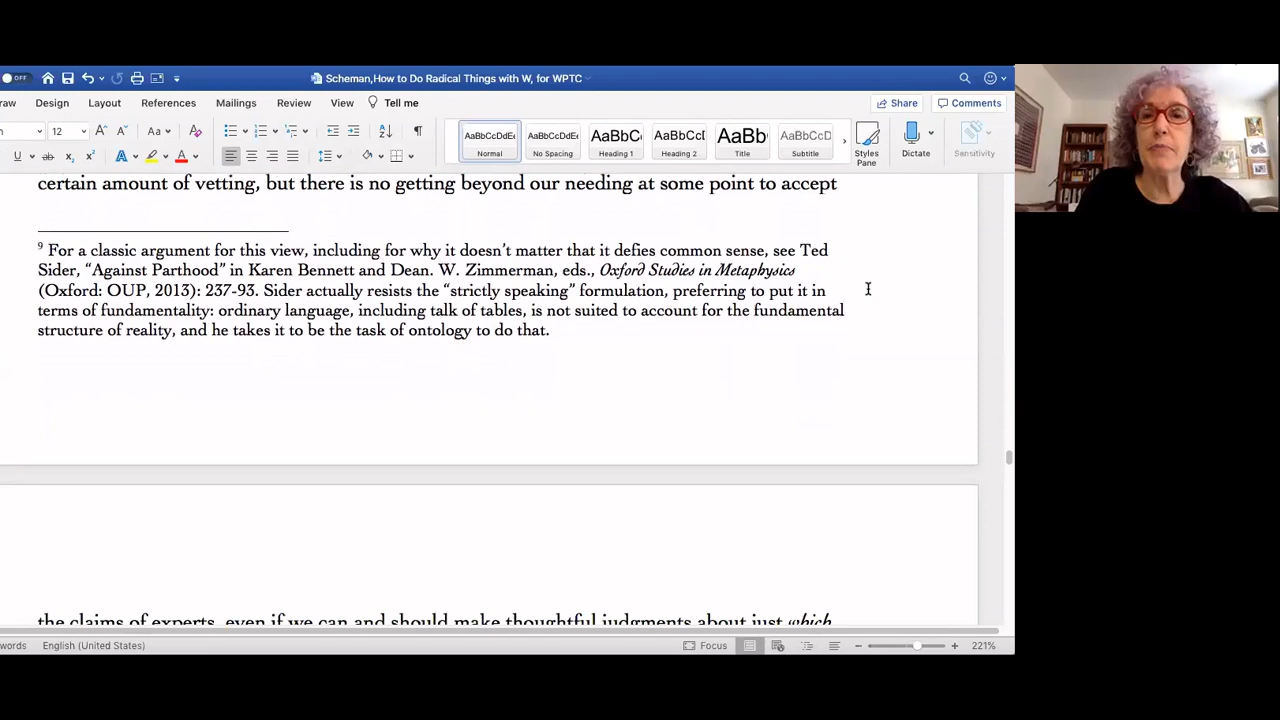 OFF
Scheman,How to Do Radical Things with W, for WPTC
raw Design Layout References Mailings Review View Tell me Share Comments
12 Aa
AaBbCcDdEe AaBbCcDdEe AaBbCc AaBbCcD AaBb AaBbCcD
Normal No Spacing Heading 1 Heading 2 Title Subtitle Styles Pane Dictate Sensitivity
certain amount of vetting, but there is no getting beyond our needing at some point to accept
9 For a classic argument for this view, including for why it doesn’t matter that it defies common sense, see Ted
Sider, “Against Parthood” in Karen Bennett and Dean. W. Zimmerman, eds., Oxford Studies in Metaphysics
(Oxford: OUP, 2013): 237-93. Sider actually resists the “strictly speaking” formulation, preferring to put it in
terms of fundamentality: ordinary language, including talk of tables, is not suited to account for the fundamental
structure of reality, and he takes it to be the task of ontology to do that.
the claims of experts, even if we can and should make thoughtful judgments about just which
words English (United States) Focus 221%